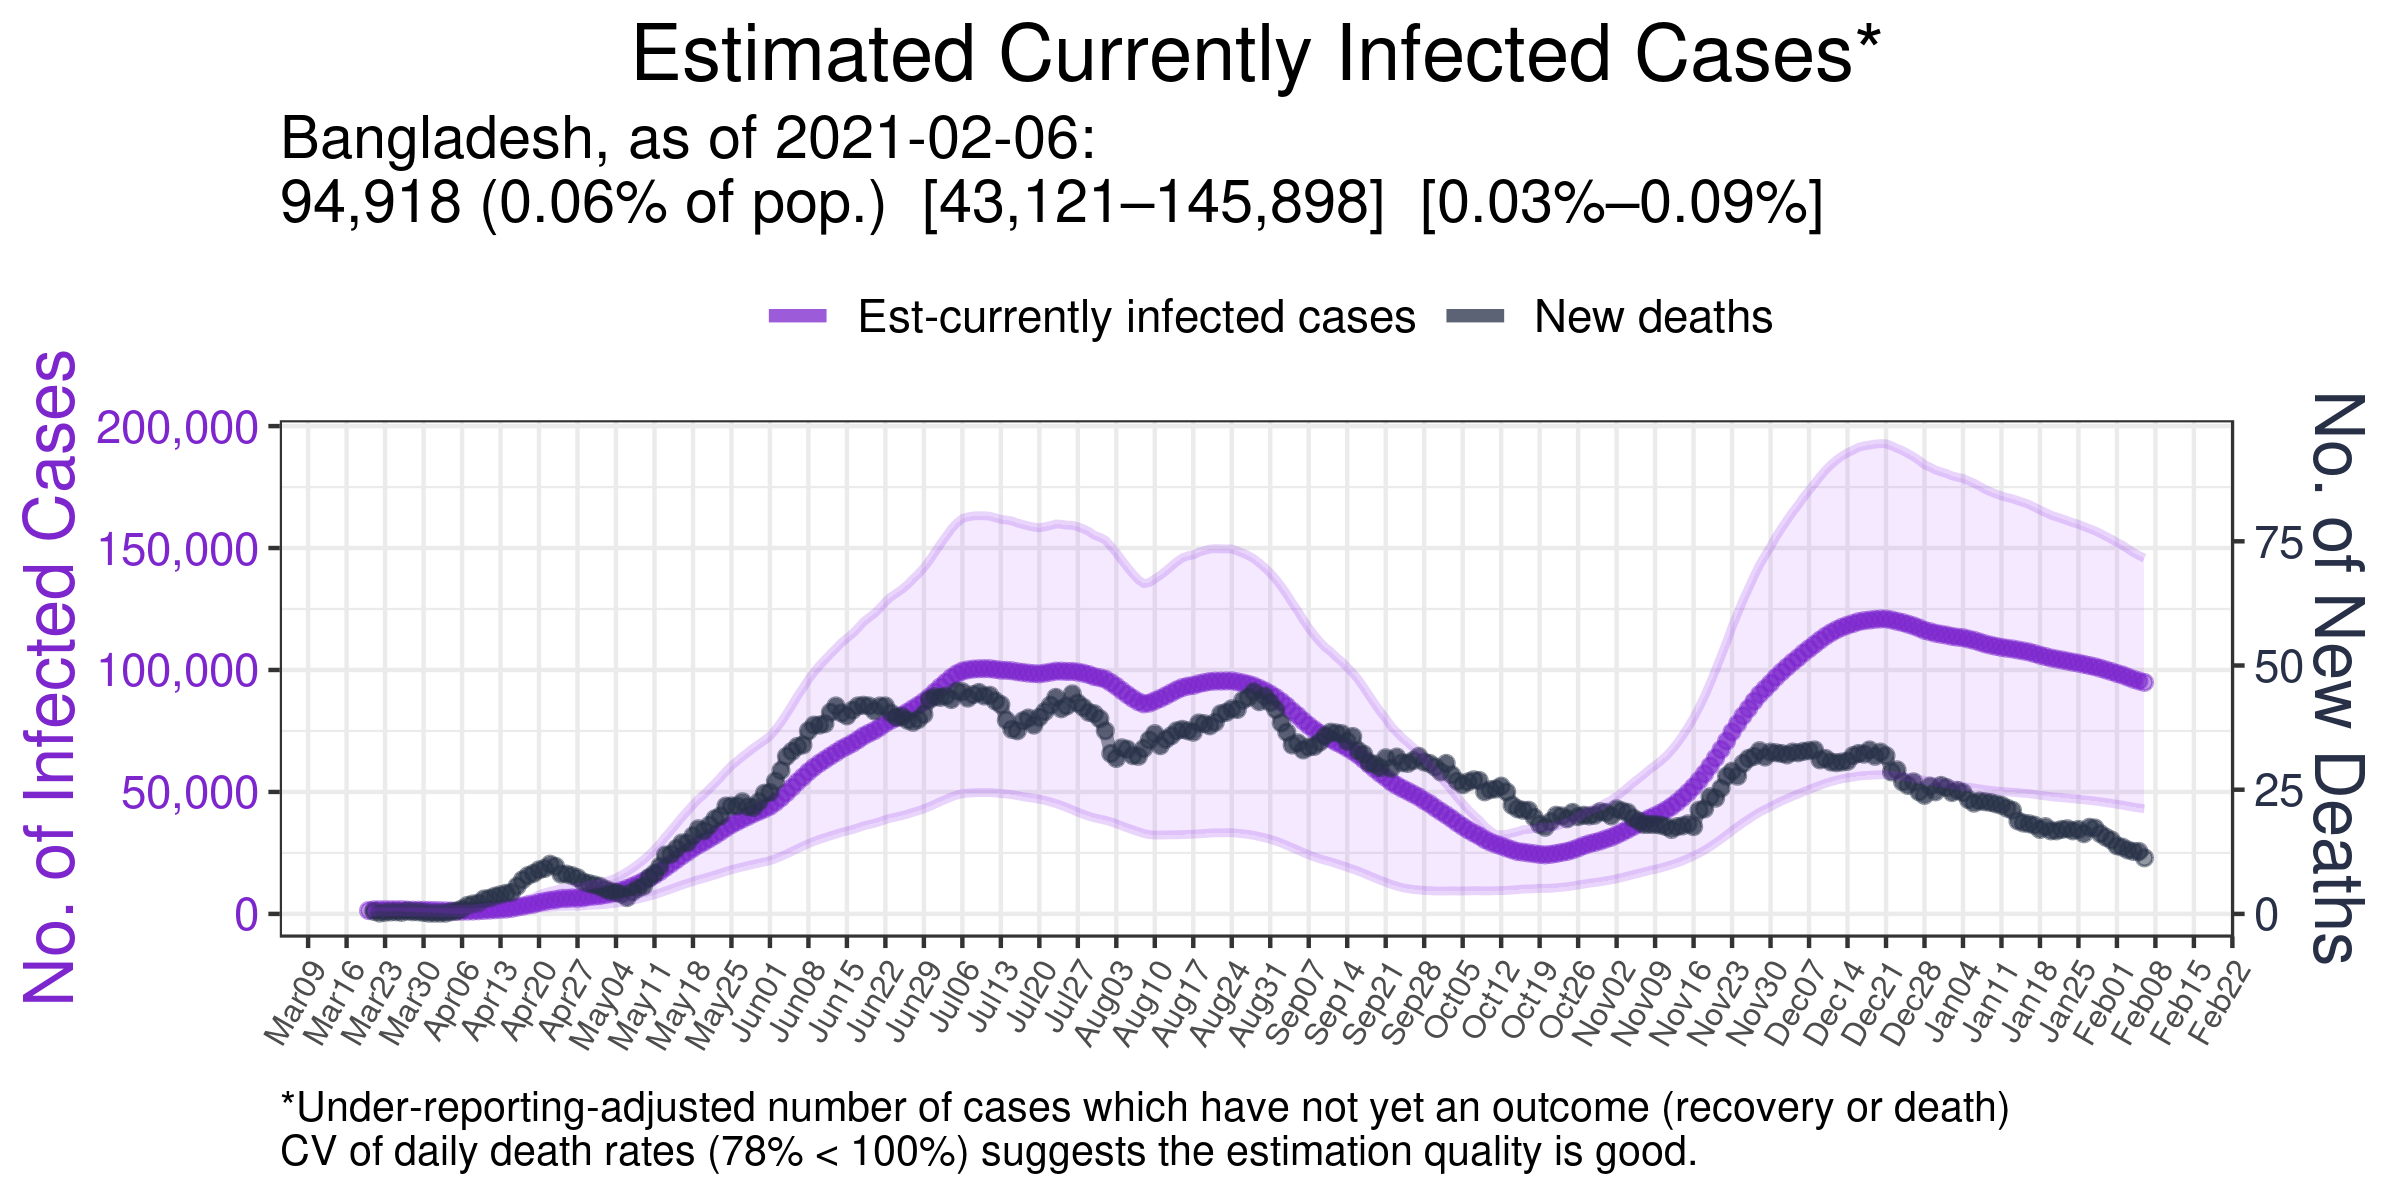 Estimated Currently Infected Cases*
Bangladesh, as of 2021-02-06:
94,918 (0.06% of pop.)  [43,121–145,898]  [0.03%–0.09%]
Est-currently infected cases
New deaths
No. of Infected Cases
200,000
150,000
100,000
50,000
0
75
50
25
0
No. of New Deaths
Mar09
Mar16
Mar23
Mar30
Apr06
Apr13
Apr20
Apr27
May04
May11
May18
May25
Jun01
Jun08
Jun15
Jun22
Jun29
Jul06
Jul13
Jul20
Jul27
Aug03
Aug10
Aug17
Aug24
Aug31
Sep07
Sep14
Sep21
Sep28
Oct05
Oct12
Oct19
Oct26
Nov02
Nov09
Nov16
Nov23
Nov30
Dec07
Dec14
Dec21
Dec28
Jan04
Jan11
Jan18
Jan25
Feb01
Feb08
Feb15
Feb22
*Under-reporting-adjusted number of cases which have not yet an outcome (recovery or death)
CV of daily death rates (78% < 100%) suggests the estimation quality is good.